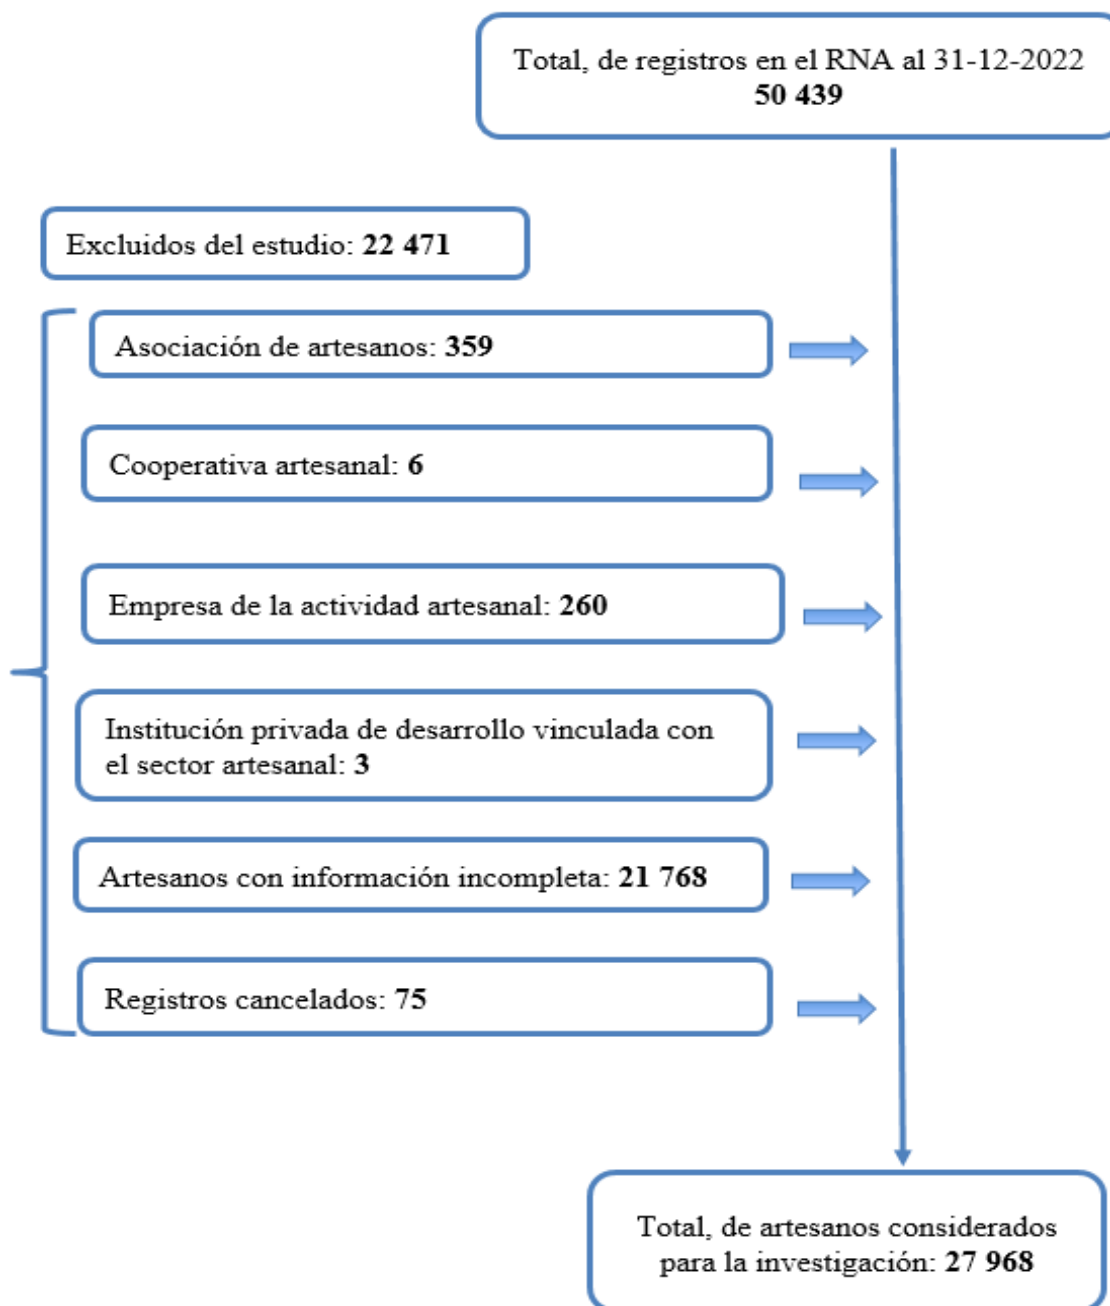 Total, de registros en el RNA al 31-12-2022
50 439
Excluidos del estudio: 22 471
Asociación de artesanos: 359
Cooperativa artesanal: 6
Empresa de la actividad artesanal: 260
Institución privada de desarrollo vinculada con
el sector artesanal: 3
Artesanos con información incompleta: 21 768
Registros cancelados: 75
Total, de artesanos considerados
para la investigación: 27 968